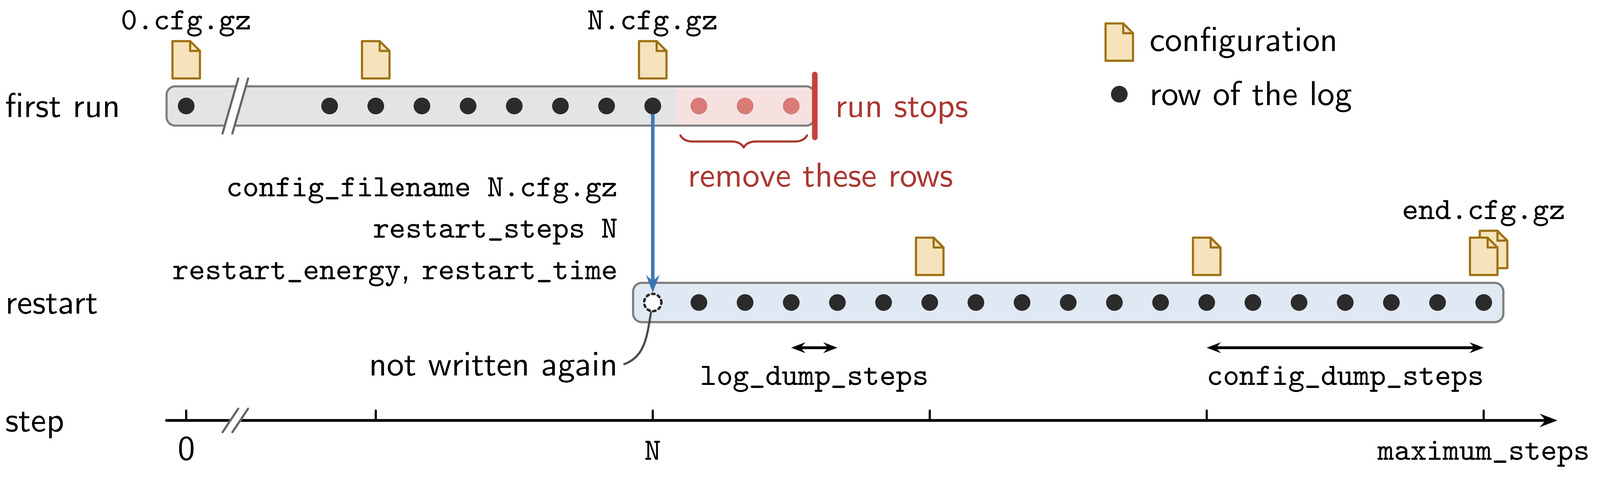 0.cfg.gz
N.cfg.gz
configuration
row of the log
first run
run stops
remove these rows
config_filename N.cfg.gz
restart_steps N
restart_energy, restart_time
end.cfg.gz
restart
not written again
log_dump_steps
config_dump_steps
step
0
N
maximum_steps